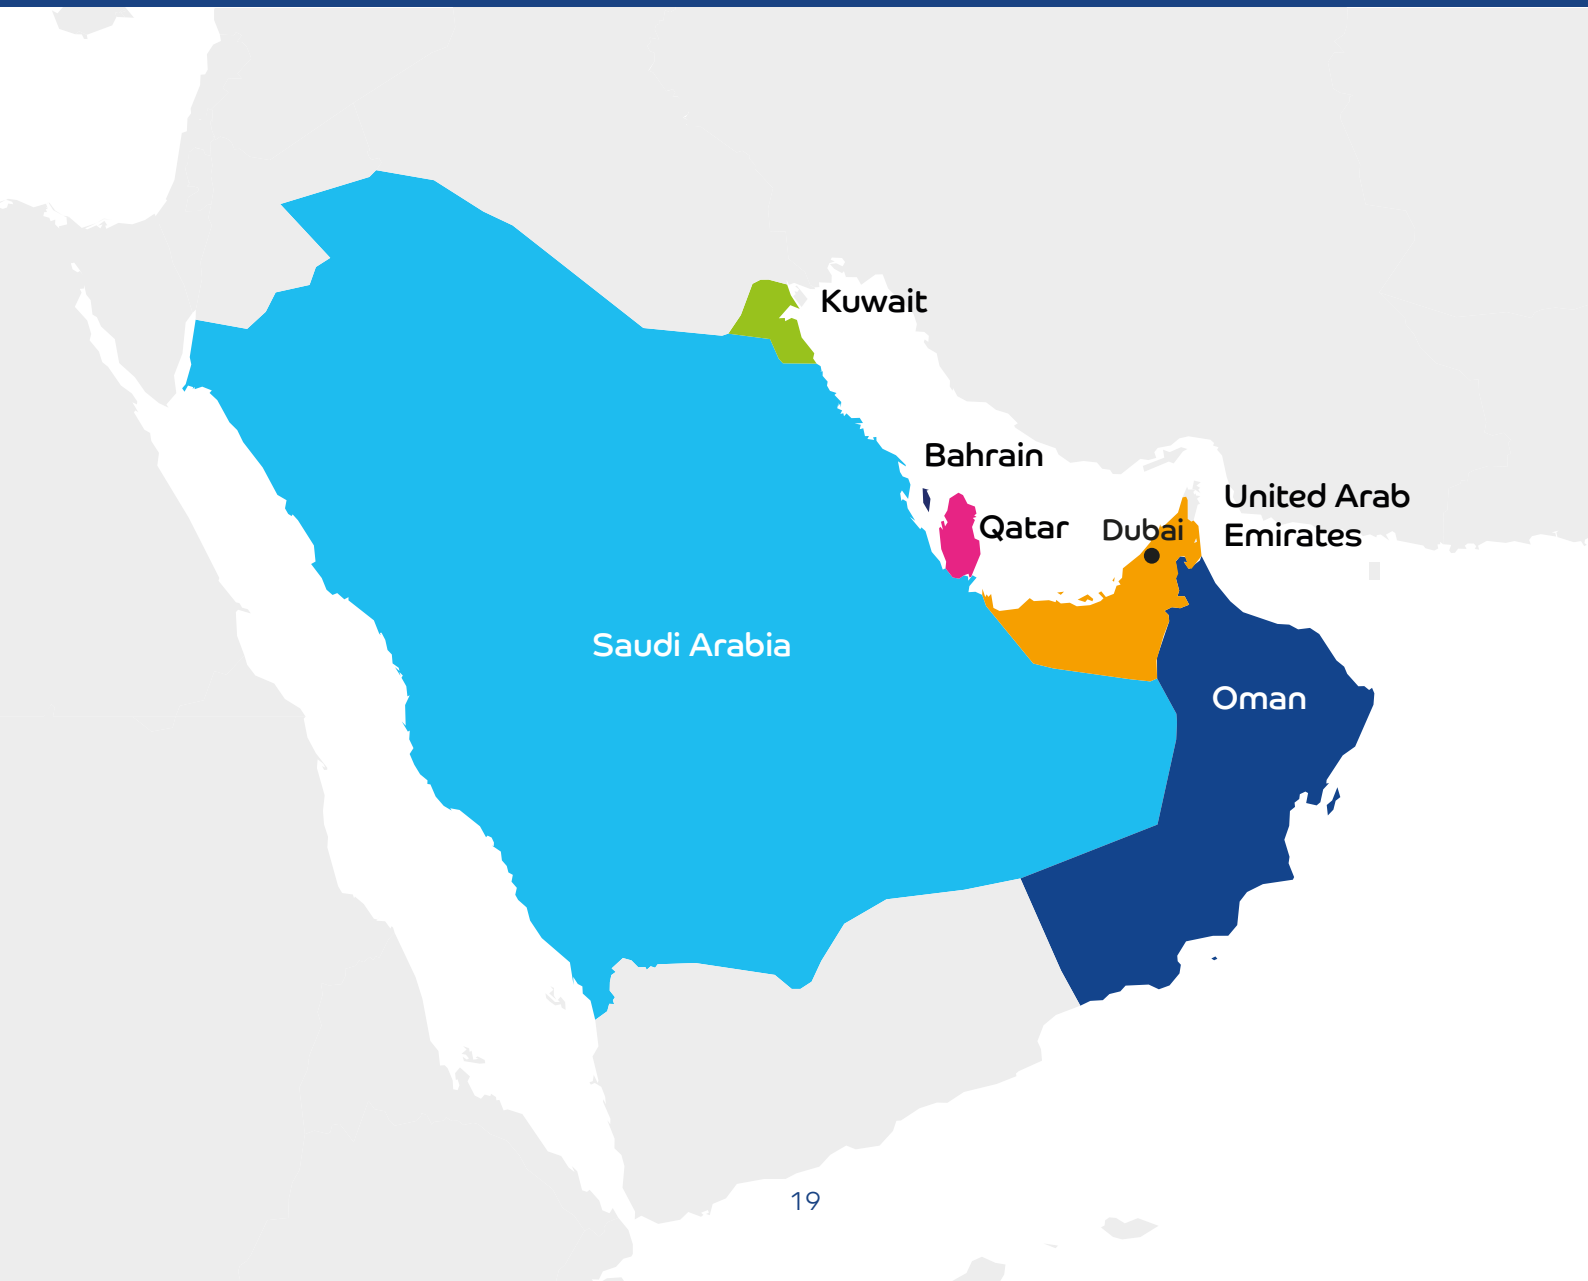 Kuwait
Bahrain
United Arab
Emirates
Qatar
Dubai
Saudi Arabia
Oman
19